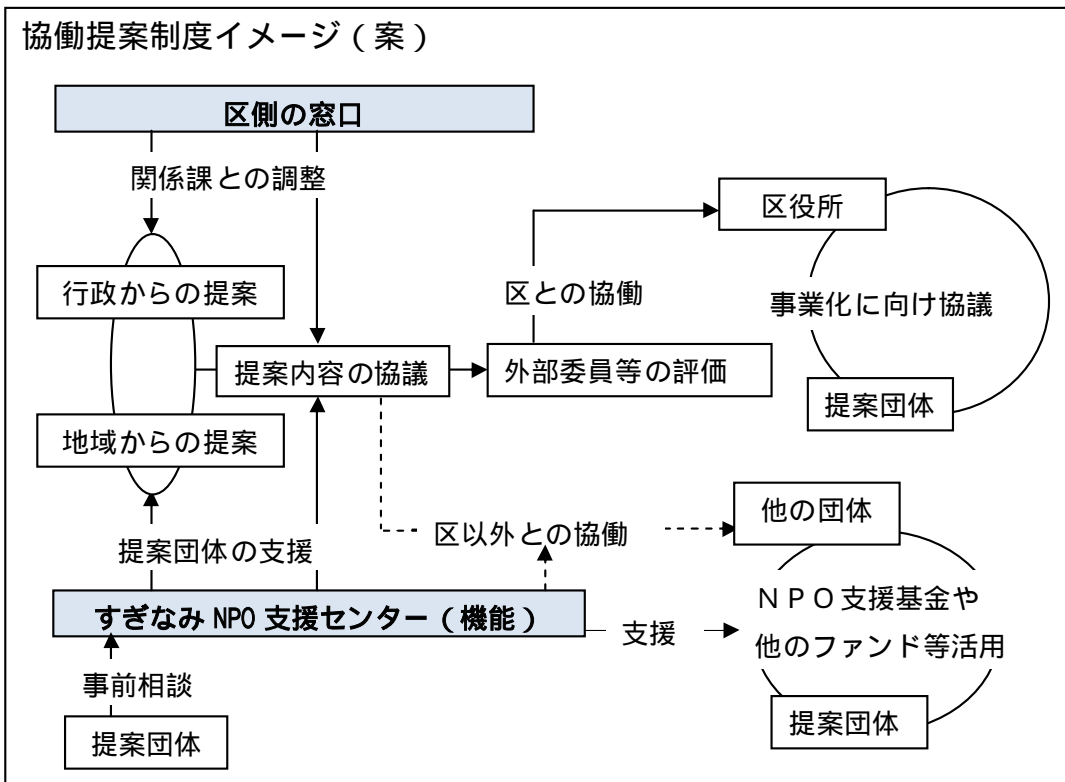 協働提案制度イメージ（案）
区側の窓口
関係課との調整
区役所
行政からの提案
区との協働
事業化に向け協議
提案内容の協議
外部委員等の評価
提案団体
地域からの提案
他の団体
区以外との協働
提案団体の支援
ＮＰＯ支援基金や
すぎなみ NPO 支援センター（機能）
支援
他のファンド等活用
事前相談
提案団体
提案団体